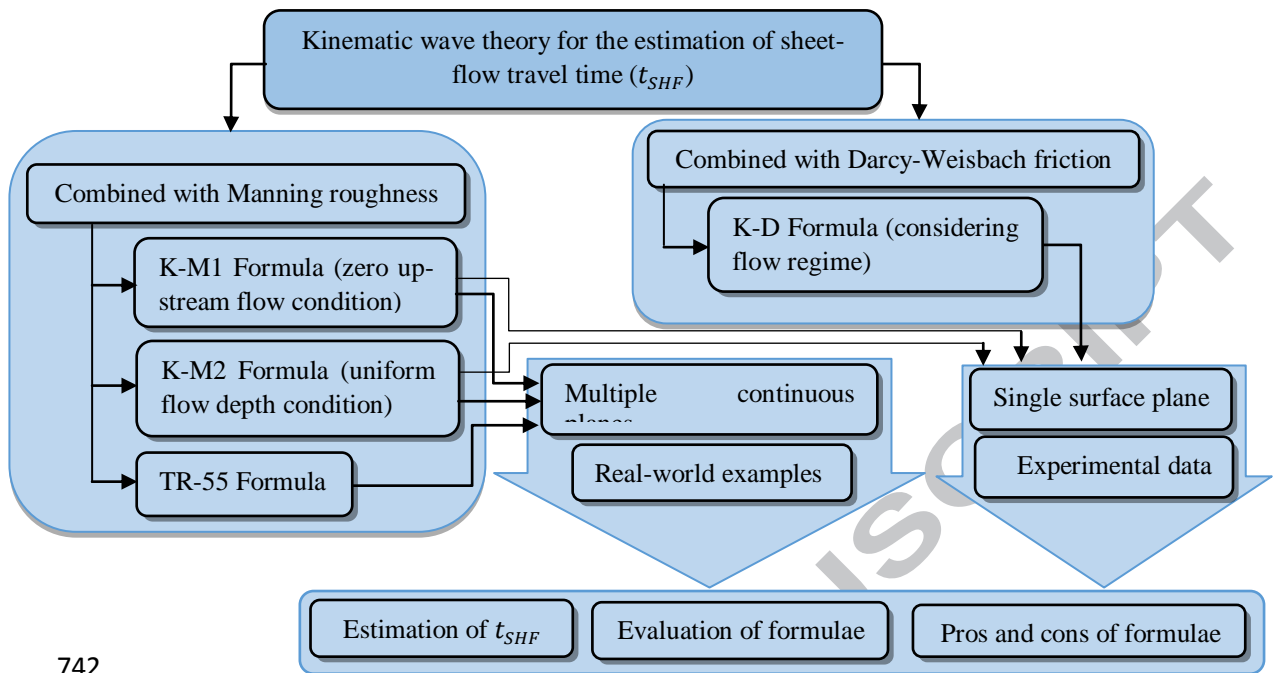 Kinematic wave theory for the estimation of sheet-
flow travel time (t_SHF)
Combined with Darcy-Weisbach friction
Combined with Manning roughness
K-D Formula (considering
flow regime)
K-M1 Formula (zero up-
stream flow condition)
K-M2 Formula (uniform
flow depth condition)
TR-55 Formula
Multiple continuous
Real-world examples
Single surface plane
Experimental data
Estimation of t_SHF
Evaluation of formulae
Pros and cons of formulae
742